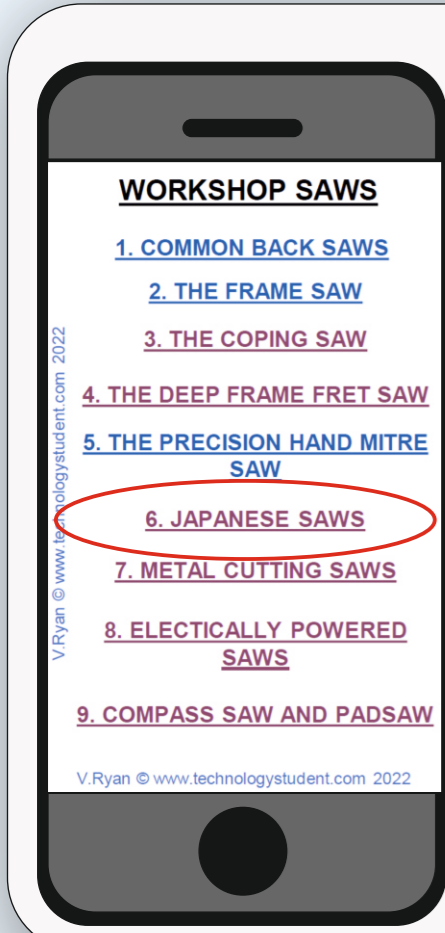 WORKSHOP SAWS
1. COMMON BACK SAWS
2. THE FRAME SAW
3. THE COPING SAW
4. THE DEEP FRAME FRET SAW
5. THE PRECISION HAND MITRE
SAW
6. JAPANESE SAWS
7. METAL CUTTING SAWS
8. ELECTICALLY POWERED
SAWS
9. COMPASS SAW AND PADSAW
V.Ryan © www.technologystudent.com 2022
V.Ryan © www.technologystudent.com 2022